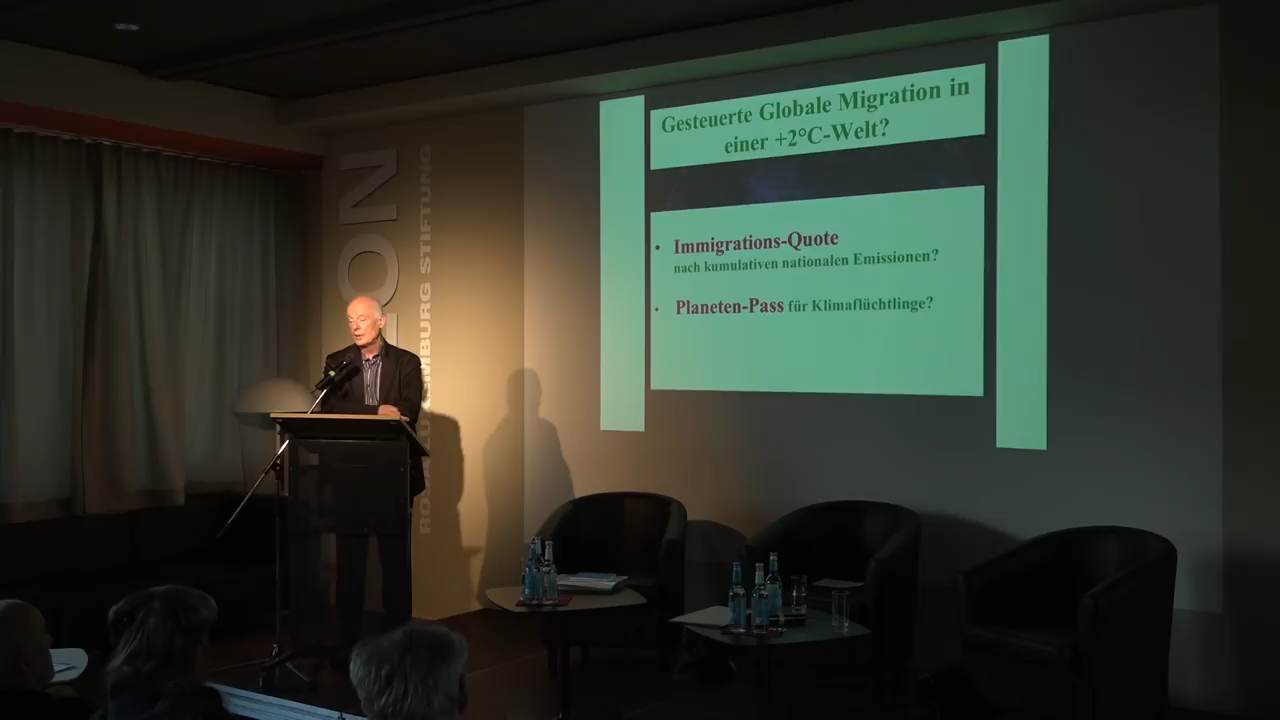 Gesteuerte Globale Migration in
einer +2°C-Welt?
• Immigrations-Quote
nach kumulativen nationalen Emissionen?
• Planeten-Pass für Klimaflüchtlinge?
ON
BURG STIFTUNG